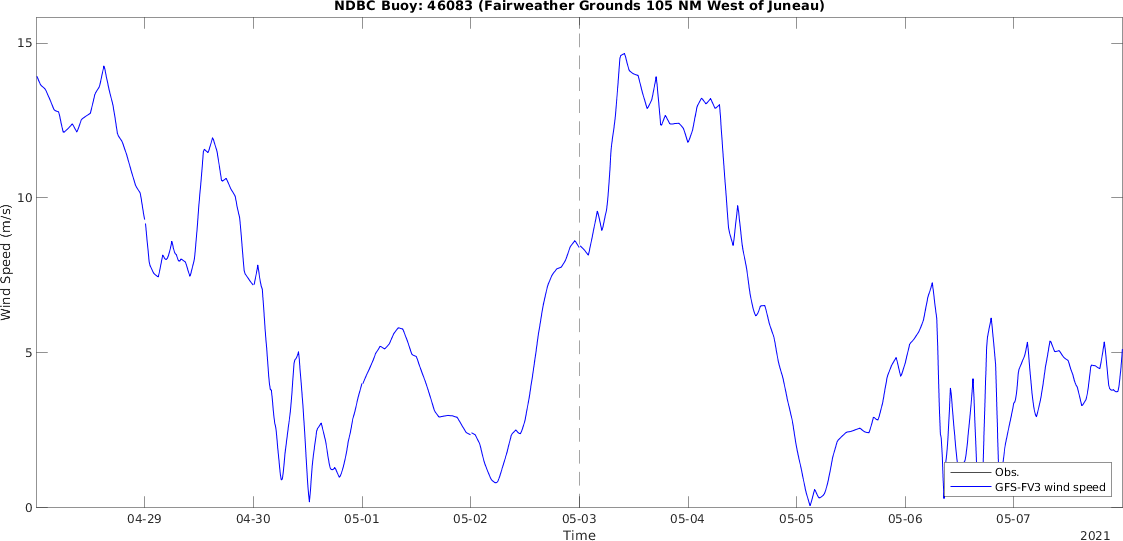 NDBC Buoy: 46083 (Fairweather Grounds 105 NM West of Juneau)
15
10
5
0
Wind Speed (m/s)
04-29 04-30 05-01 05-02 05-03 05-04 05-05 05-06 05-07
Time
2021
Obs.
GFS-FV3 wind speed